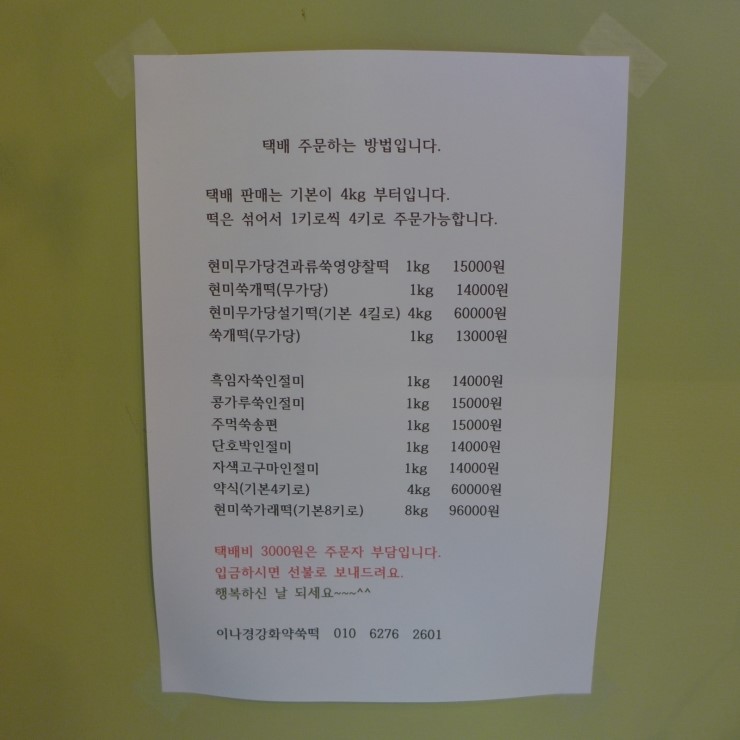 택배 주문하는 방법입니다.
택배 판매는 기본이 4kg 부터입니다.
떡은 섞어서 1키로씩 4키로 주문가능합니다.
현미무가당견과류쑥영양찰떡 1kg 15000원
현미쑥개떡(무가당) 1kg 14000원
현미무가당설기떡(기본 4킬로) 4kg 60000원
쑥개떡(무가당) 1kg 13000원
흑임자쑥인절미 1kg 14000원
콩가루쑥인절미 1kg 15000원
주먹쑥송편 1kg 15000원
단호박인절미 1kg 14000원
자색고구마인절미 1kg 14000원
약식(기본4키로) 4kg 60000원
현미쑥가래떡(기본8키로) 8kg 96000원
택배비 3000원은 주문자 부담입니다.
입금하시면 선불로 보내드려요.
행복하신 날 되세요~~~^^
이나경강화약쑥떡 010 6276 2601